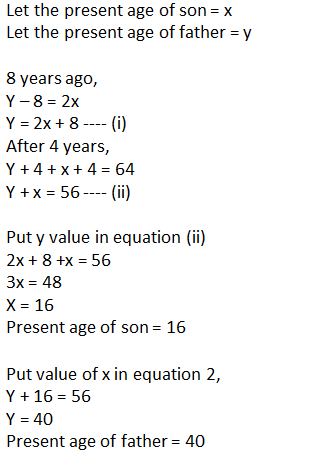 Let the present age of son = x
Let the present age of father = y
8 years ago,
Y – 8 = 2x
Y = 2x + 8 ---- (i)
After 4 years,
Y + 4 + x + 4 = 64
Y + x = 56 ---- (ii)
Put y value in equation (ii)
2x + 8 +x = 56
3x = 48
X = 16
Present age of son = 16
Put value of x in equation 2,
Y + 16 = 56
Y = 40
Present age of father = 40